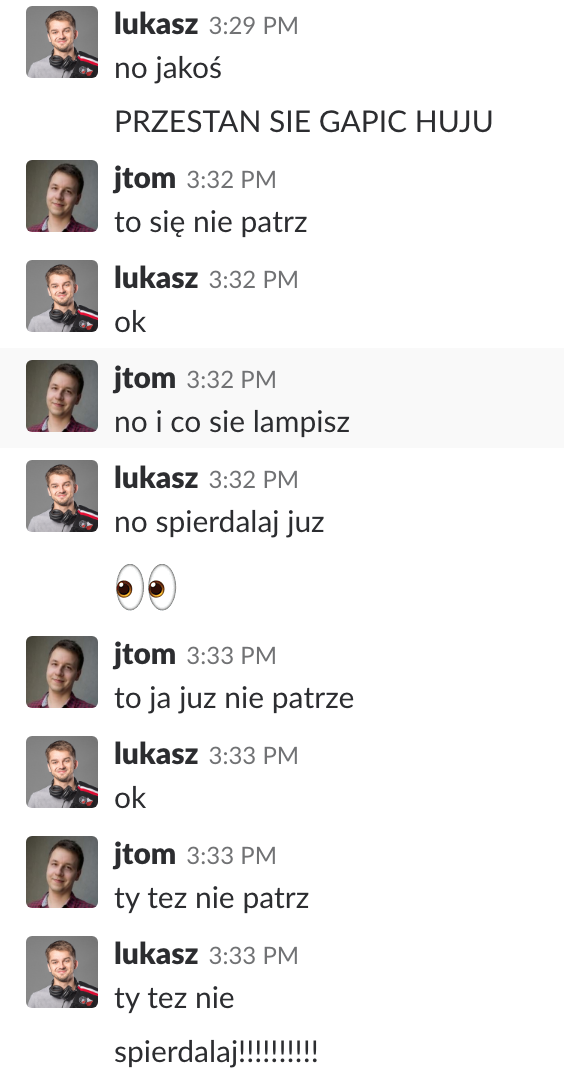 lukasz 3:29 PM
no jakoś
PRZESTAN SIE GAPIC HUJU
jtom 3:32 PM
to się nie patrz
lukasz 3:32 PM
ok
jtom 3:32 PM
no i co sie lampisz
lukasz 3:32 PM
no spierdalaj juz
👀
jtom 3:33 PM
to ja juz nie patrze
lukasz 3:33 PM
ok
jtom 3:33 PM
ty tez nie patrz
lukasz 3:33 PM
ty tez nie
spierdalaj!!!!!!!!!!